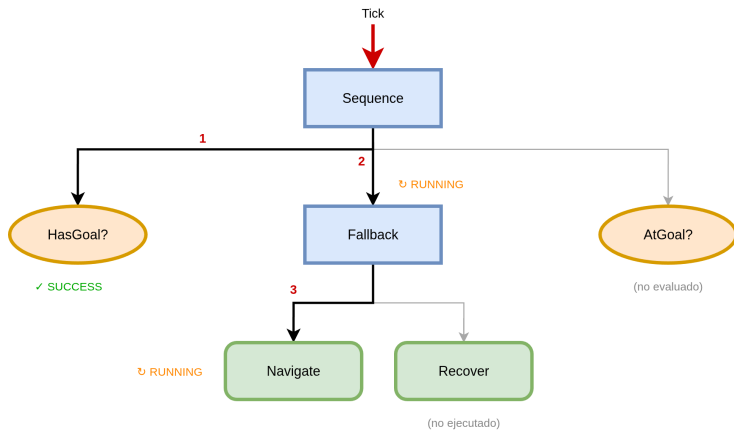 Tick
Sequence
1
2
↻ RUNNING
HasGoal?
Fallback
AtGoal?
✓ SUCCESS
(no evaluado)
3
↻ RUNNING
Navigate
Recover
(no ejecutado)